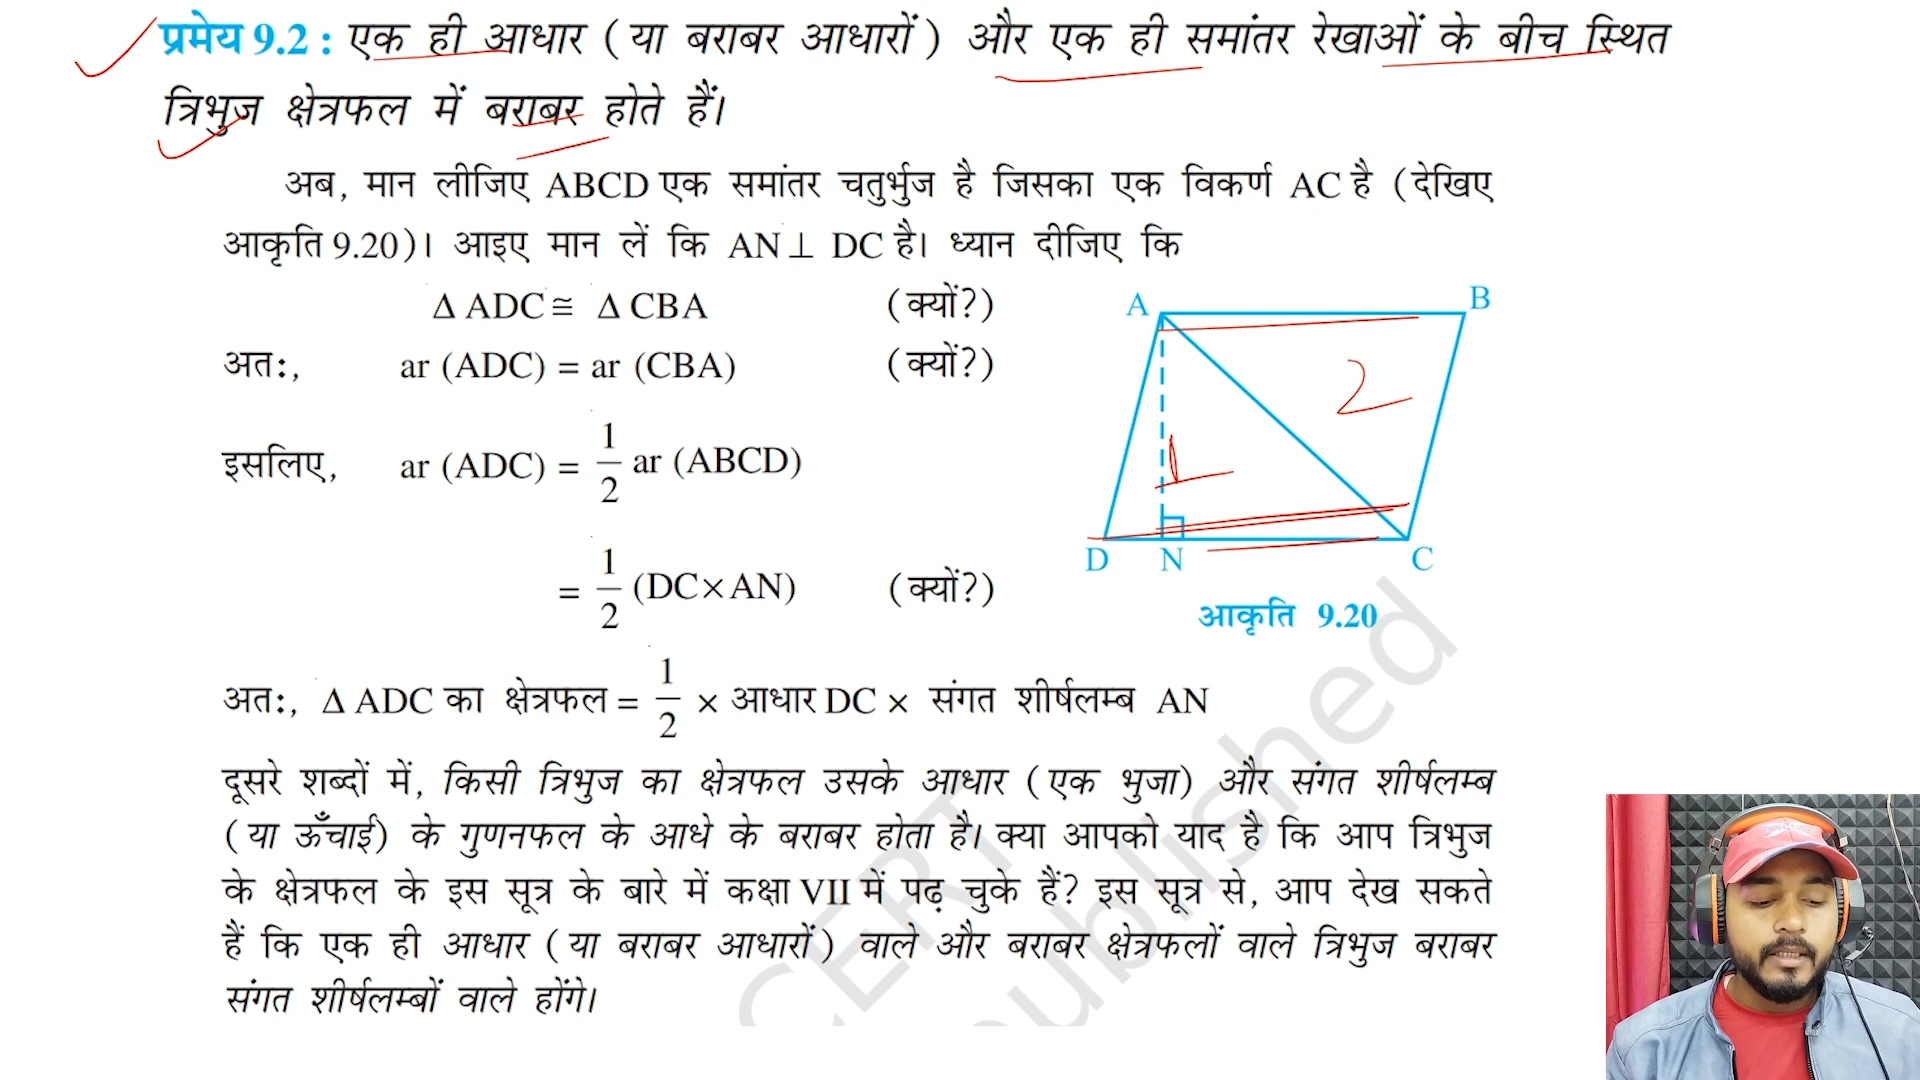 प्रमेय 9.2 : एक ही आधार (या बराबर आधारों) और एक ही समांतर रेखाओं के बीच स्थित
त्रिभुज क्षेत्रफल में बराबर होते हैं।
अब, मान लीजिए ABCD एक समांतर चतुर्भुज है जिसका एक विकर्ण AC है (देखिए
आकृति 9.20)। आइए मान लें कि AN ⊥ DC है। ध्यान दीजिए कि
Δ ADC ≅ Δ CBA (क्यों?)
अतः, ar (ADC) = ar (CBA) (क्यों?)
इसलिए, ar (ADC) = 1/2 ar (ABCD)
= 1/2 (DC × AN) (क्यों?)
A B
2
1
D N C
आकृति 9.20
अतः, Δ ADC का क्षेत्रफल = 1/2 × आधार DC × संगत शीर्षलम्ब AN
दूसरे शब्दों में, किसी त्रिभुज का क्षेत्रफल उसके आधार (एक भुजा) और संगत शीर्षलम्ब
(या ऊँचाई) के गुणनफल के आधे के बराबर होता है। क्या आपको याद है कि आप त्रिभुज
के क्षेत्रफल के इस सूत्र के बारे में कक्षा VII में पढ़ चुके हैं? इस सूत्र से, आप देख सकते
हैं कि एक ही आधार (या बराबर आधारों) वाले और बराबर क्षेत्रफलों वाले त्रिभुज बराबर
संगत शीर्षलम्बों वाले होंगे।